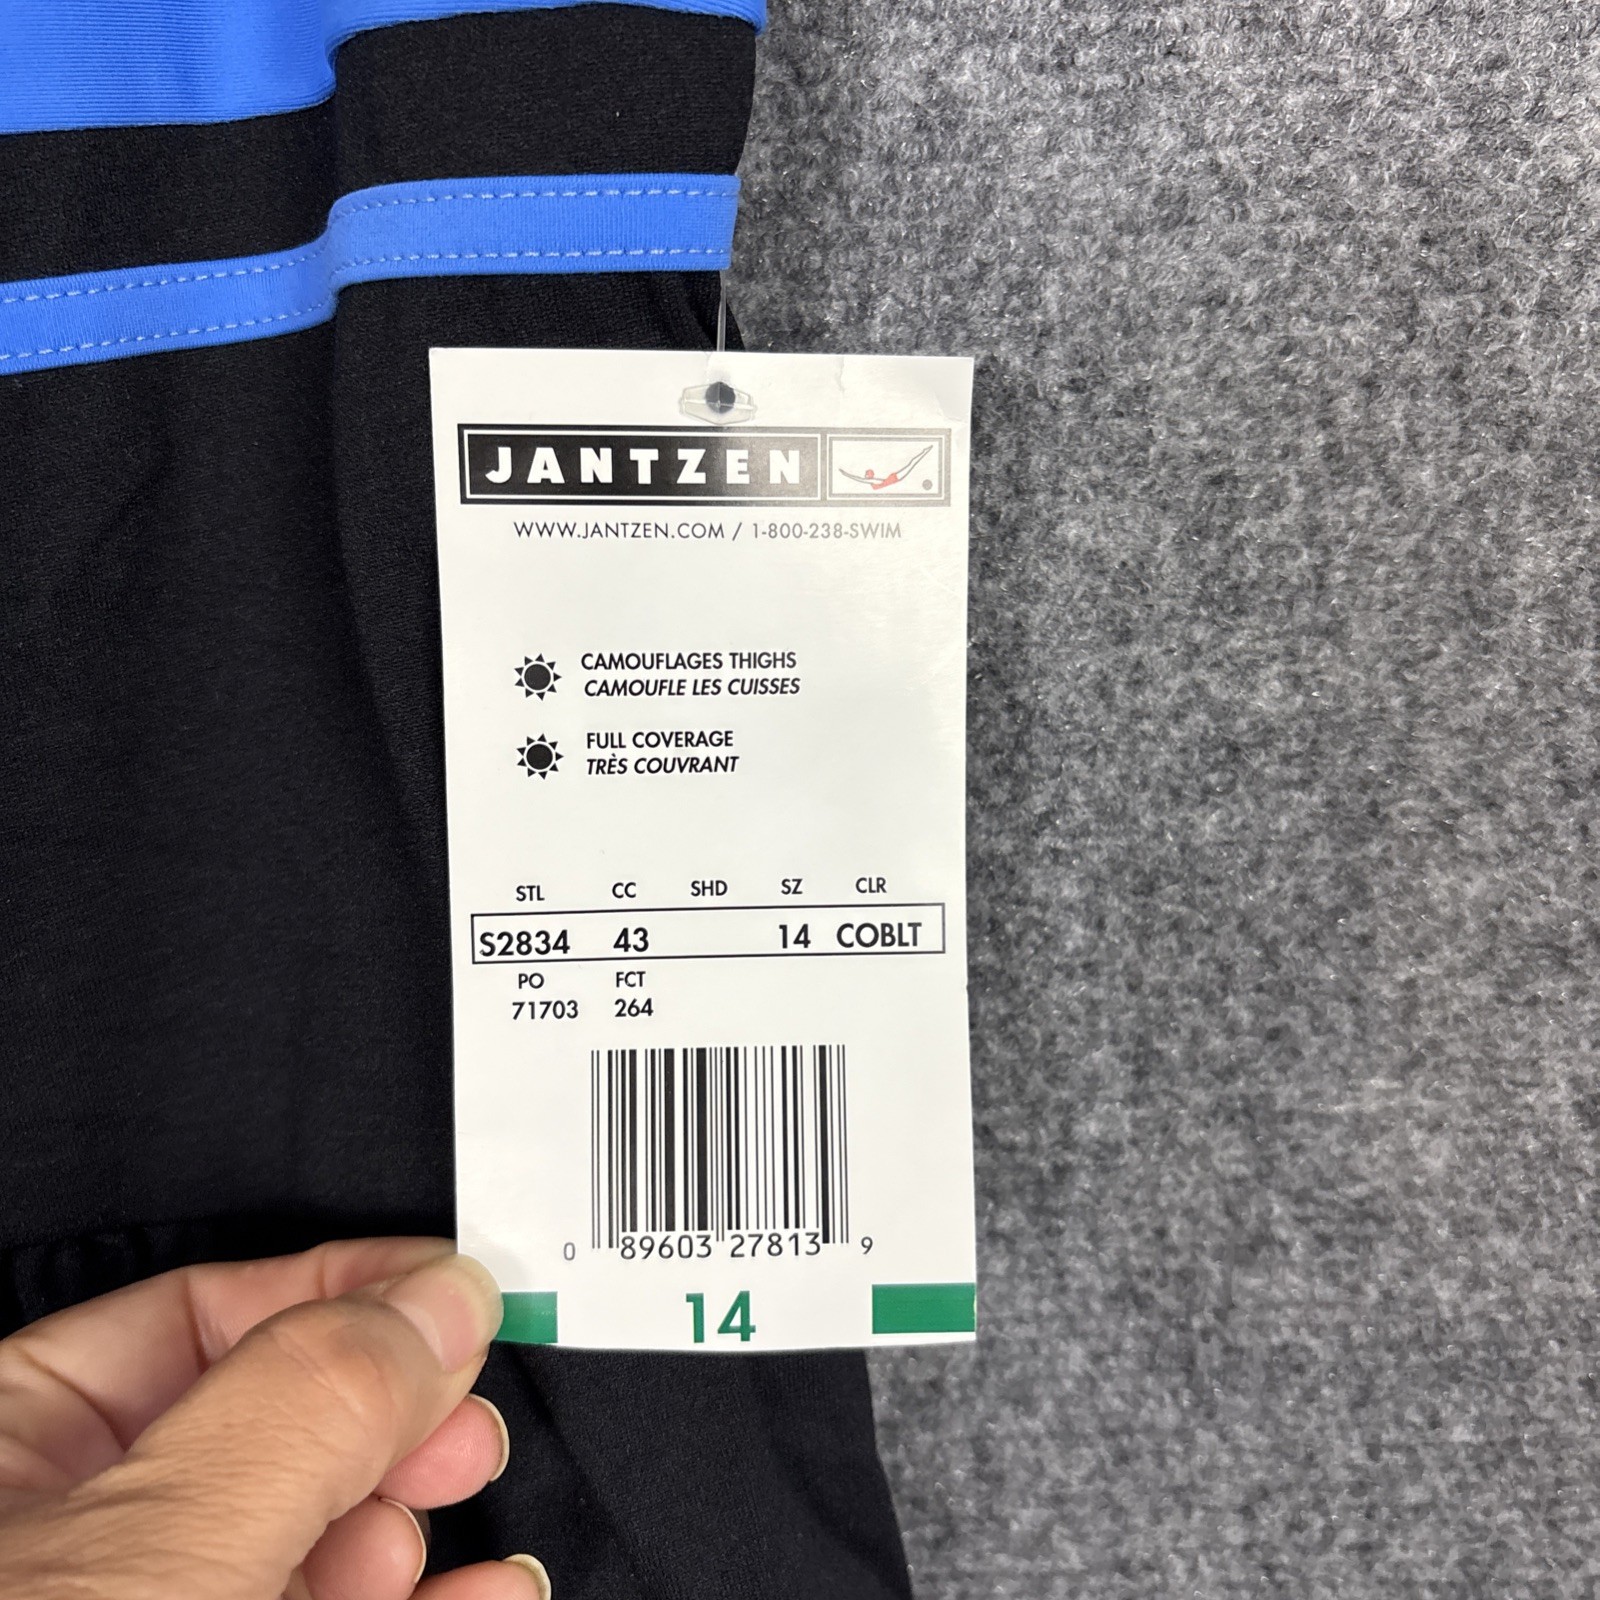 JANTZEN
WWW.JANTZEN.COM / 1-800-238-SWIM
CAMOUFLAGES THIGHS
CAMOUFLE LES CUISSES
FULL COVERAGE
TRÈS COUVRANT
STL CC SHD SZ CLR
S2834 43 14 COBLT
PO FCT
71703 264
0 89603 27813 9
14